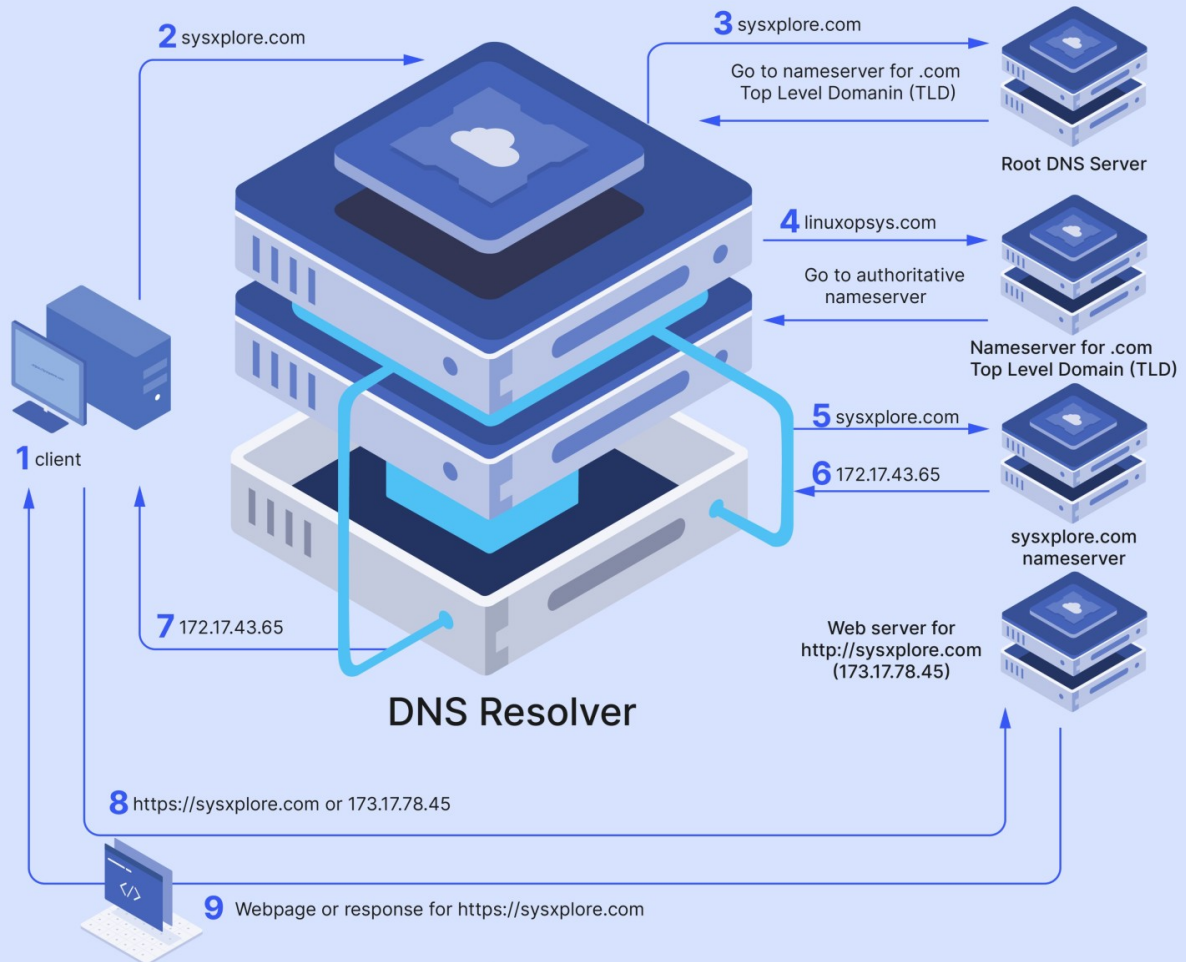 2 sysxplore.com
3 sysxplore.com
Go to nameserver for .com
Top Level Domanin (TLD)
Root DNS Server
4 linuxopsys.com
Go to authoritative
nameserver
Nameserver for .com
Top Level Domain (TLD)
1 client
5 sysxplore.com
6 172.17.43.65
sysxplore.com
nameserver
7 172.17.43.65
Web server for
http://sysxplore.com
(173.17.78.45)
DNS Resolver
8 https://sysxplore.com or 173.17.78.45
</>
9 Webpage or response for https://sysxplore.com